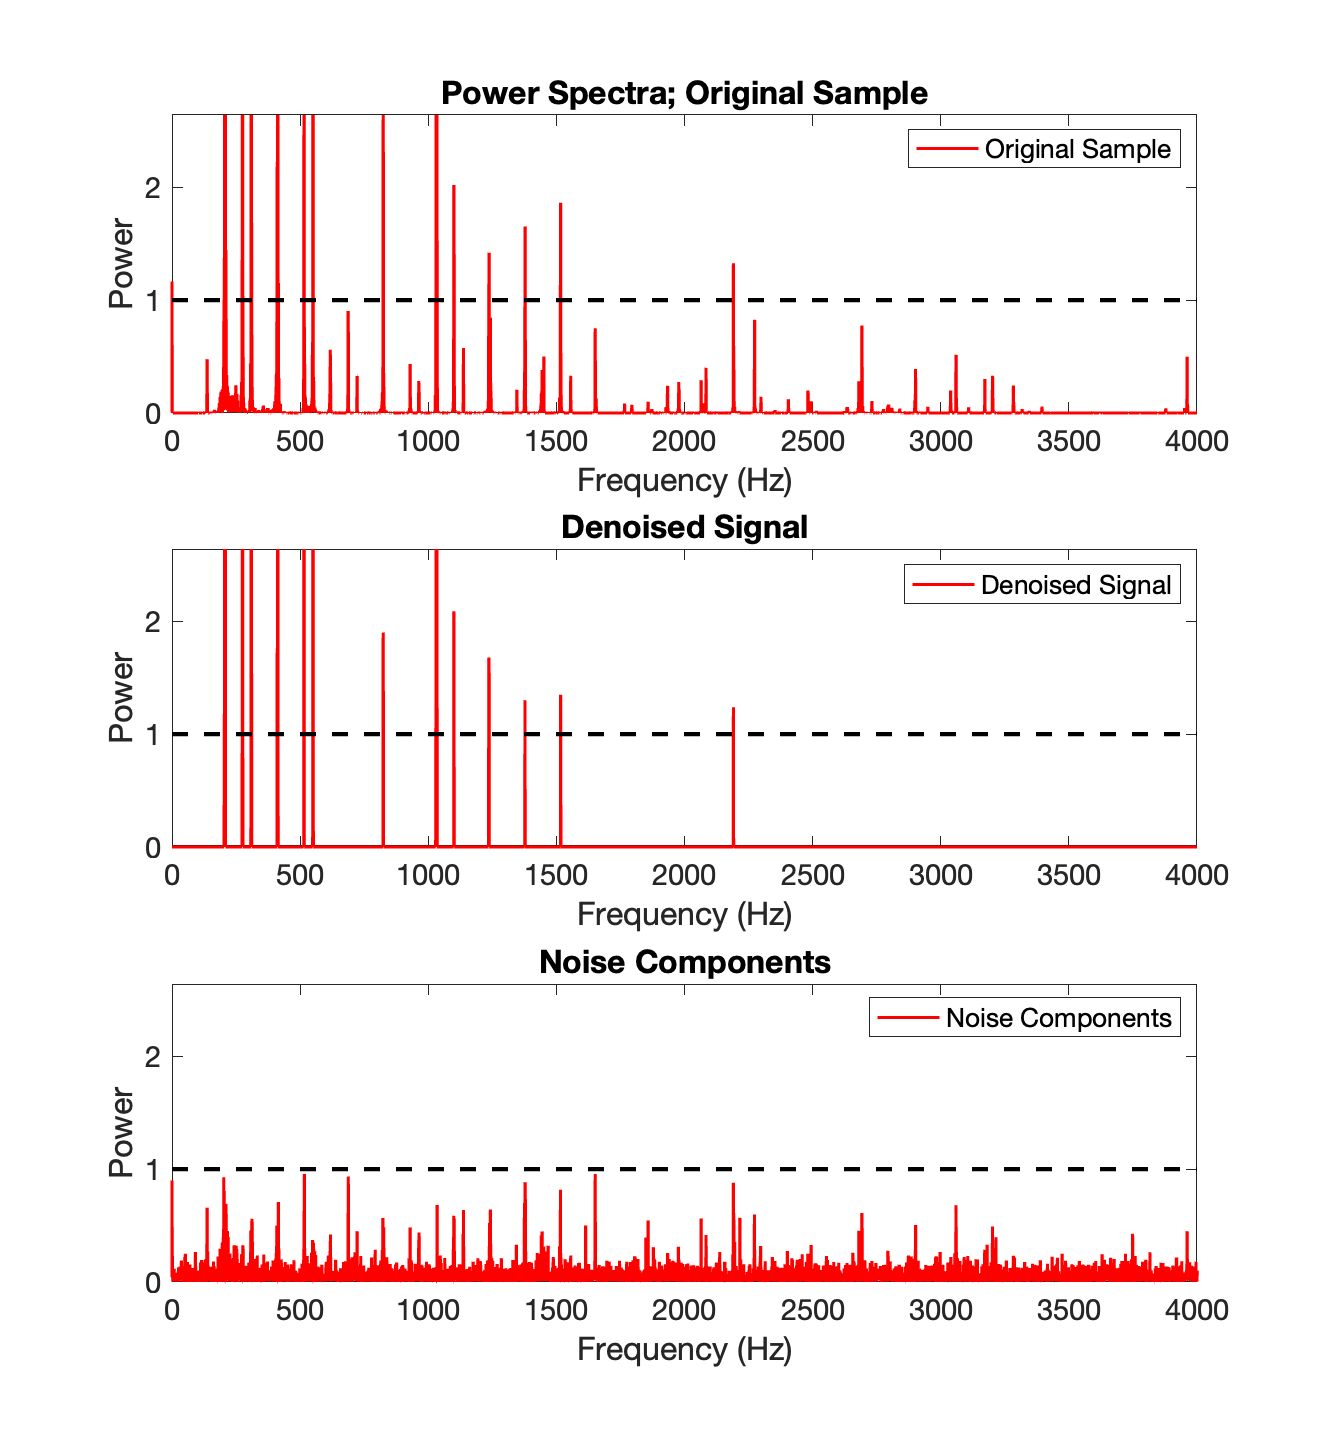 Power Spectra; Original Sample
Original Sample
2
1
0
Power
0 500 1000 1500 2000 2500 3000 3500 4000
Frequency (Hz)
Denoised Signal
Denoised Signal
2
1
0
Power
0 500 1000 1500 2000 2500 3000 3500 4000
Frequency (Hz)
Noise Components
Noise Components
2
1
0
Power
0 500 1000 1500 2000 2500 3000 3500 4000
Frequency (Hz)